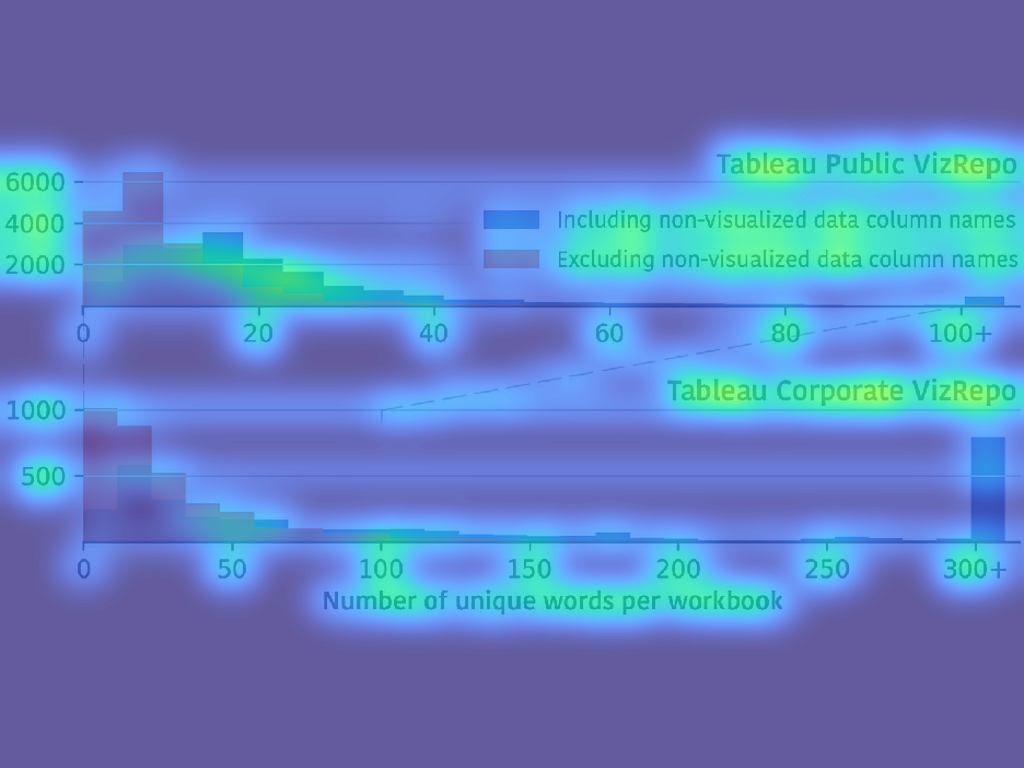 Tableau Public VizRepo
6000
4000
2000
Including non-visualized data column names
Excluding non-visualized data column names
0 20 40 60 80 100+
Tableau Corporate VizRepo
1000
500
0 50 100 150 200 250 300+
Number of unique words per workbook